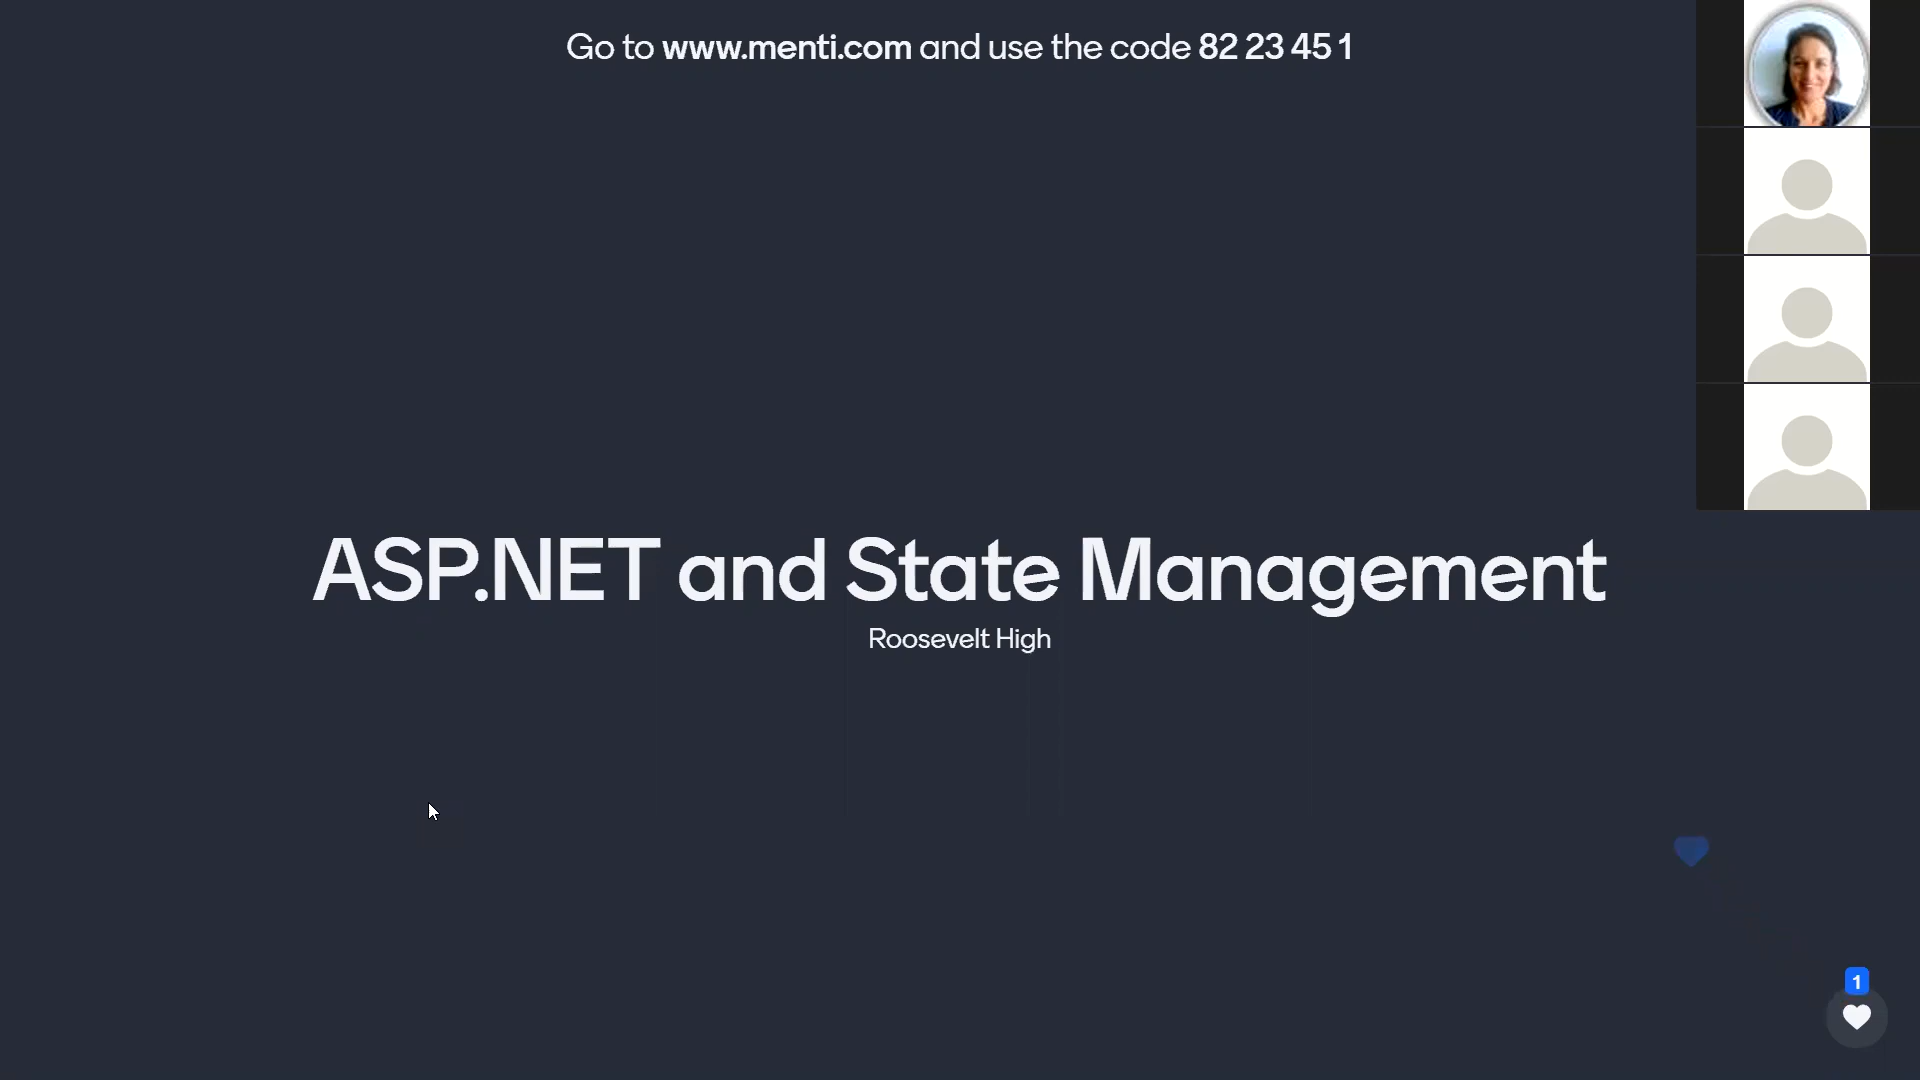 Go to www.menti.com and use the code 82 23 45 1
ASP.NET and State Management
Roosevelt High
1